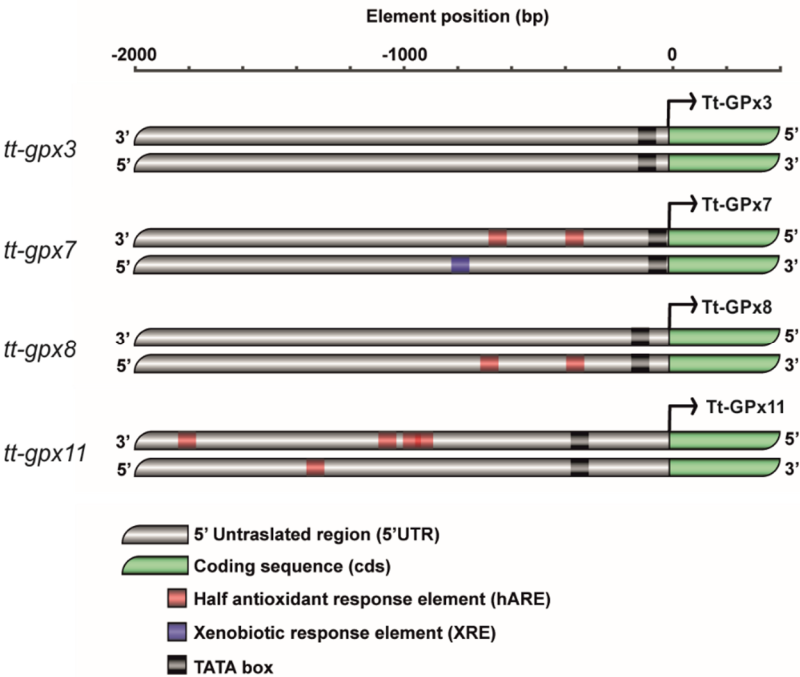 Element position (bp)
-2000 -1000 0
Tt-GPx3
tt-gpx3 3' 5'
5' 3'
Tt-GPx7
tt-gpx7 3' 5'
5' 3'
Tt-GPx8
tt-gpx8 3' 5'
5' 3'
Tt-GPx11
tt-gpx11 3' 5'
5' 3'
5' Untraslated region (5'UTR)
Coding sequence (cds)
Half antioxidant response element (hARE)
Xenobiotic response element (XRE)
TATA box